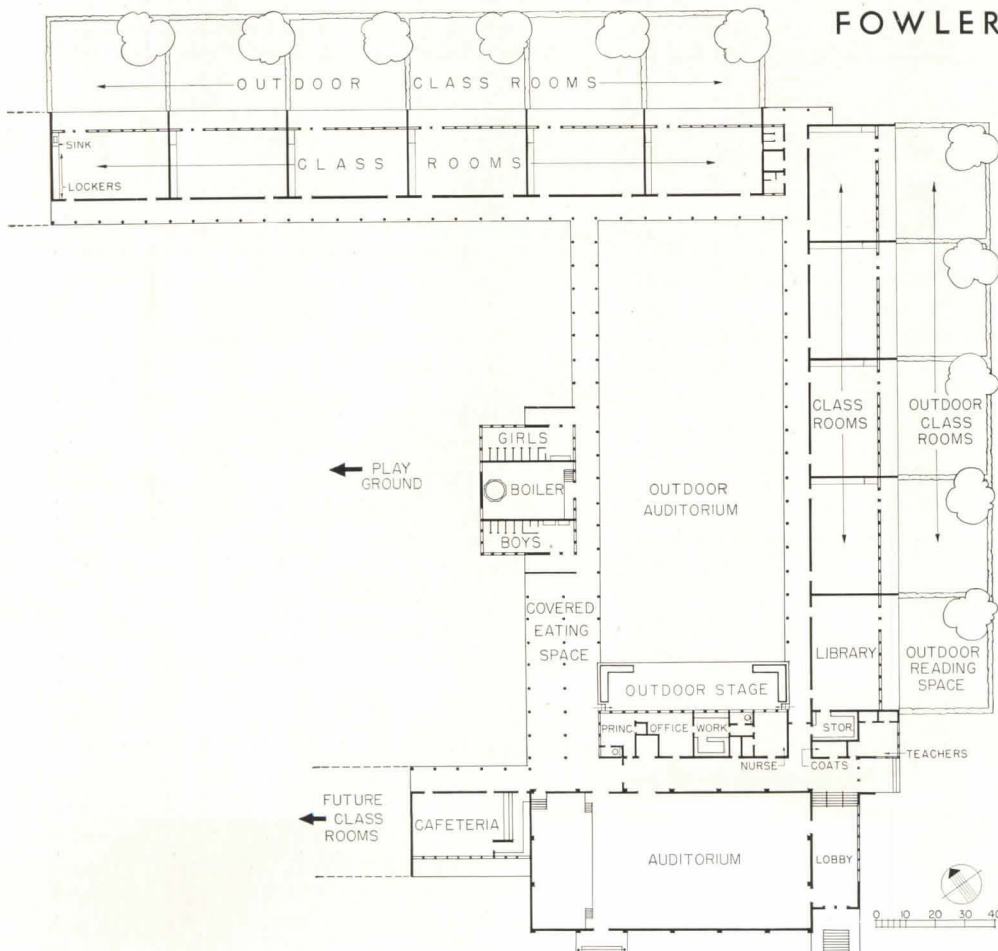 FOWLER
OUTDOOR CLASS ROOMS
SINK
LOCKERS
CLASS ROOMS
GIRLS
BOILER
BOYS
PLAY
GROUND
OUTDOOR
AUDITORIUM
CLASS
ROOMS
OUTDOOR
CLASS
ROOMS
COVERED
EATING
SPACE
LIBRARY
OUTDOOR
READING
SPACE
OUTDOOR STAGE
PRINC.
OFFICE
WORK
NURSE
STOR.
COATS
TEACHERS
FUTURE
CLASS
ROOMS
CAFETERIA
AUDITORIUM
LOBBY
0 10 20 30 40